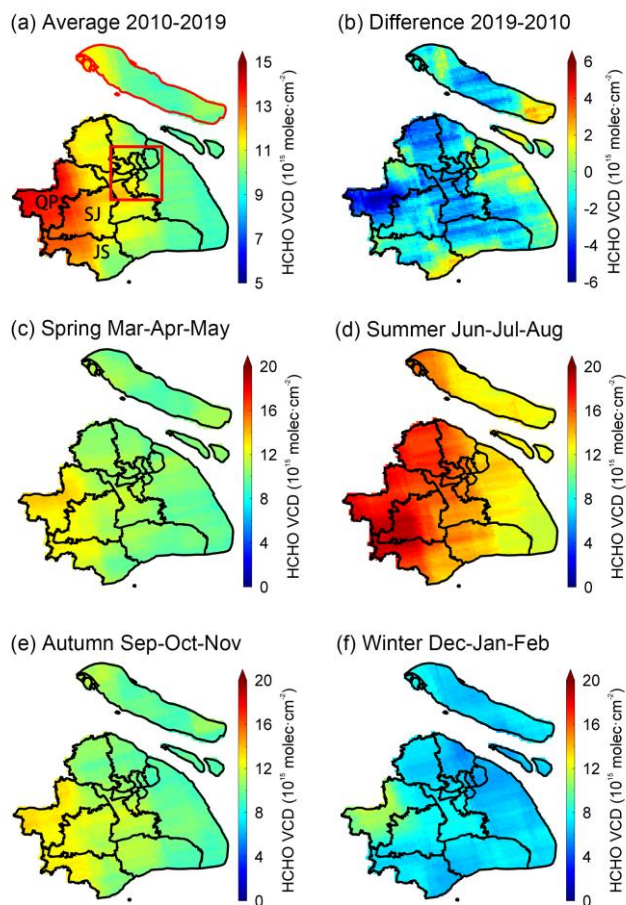 (a) Average 2010-2019
(b) Difference 2019-2010
15
13
11
9
7
5
HCHO VCD (10¹⁵ molec·cm⁻²)
QP
SJ
JS
6
4
2
0
-2
-4
-6
HCHO VCD (10¹⁵ molec·cm⁻²)
(c) Spring Mar-Apr-May
(d) Summer Jun-Jul-Aug
20
16
12
8
4
0
HCHO VCD (10¹⁵ molec·cm⁻²)
20
16
12
8
4
0
HCHO VCD (10¹⁵ molec·cm⁻²)
(e) Autumn Sep-Oct-Nov
(f) Winter Dec-Jan-Feb
20
16
12
8
4
0
HCHO VCD (10¹⁵ molec·cm⁻²)
20
16
12
8
4
0
HCHO VCD (10¹⁵ molec·cm⁻²)